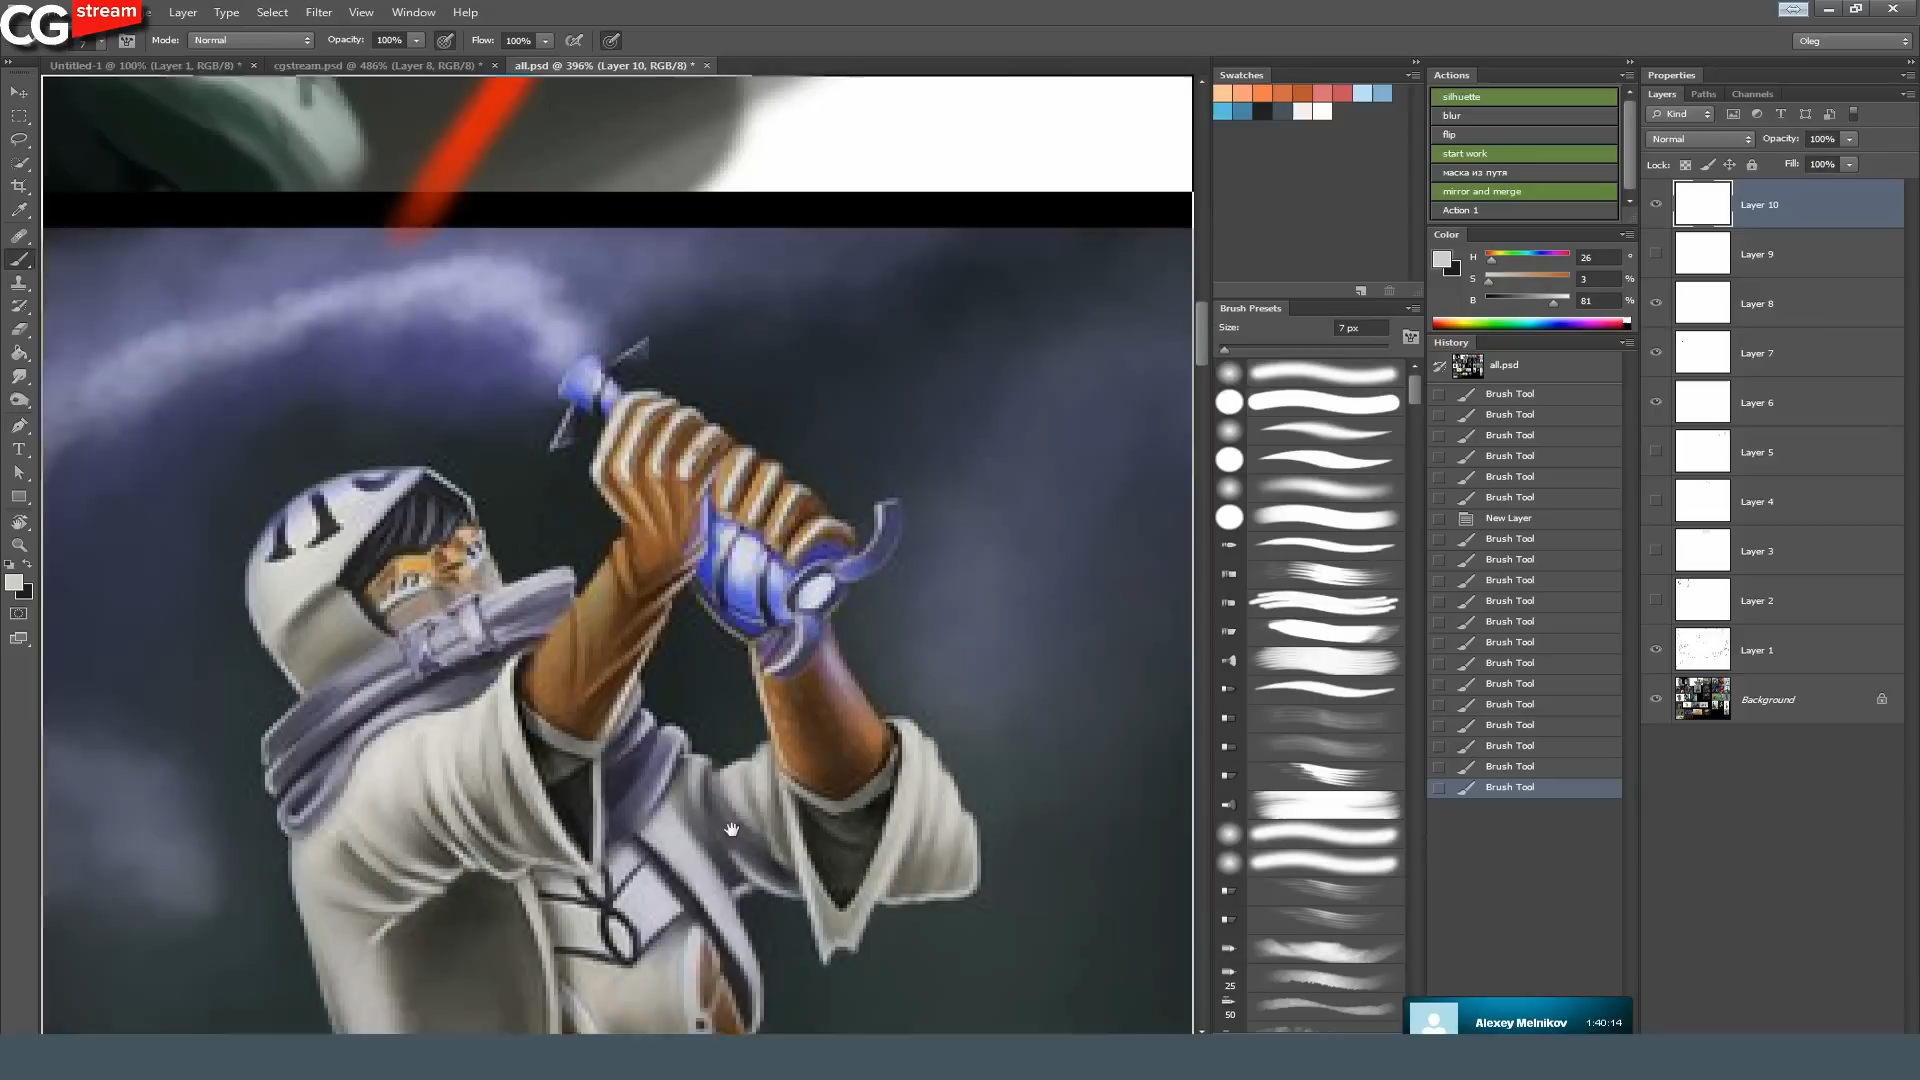 CG stream
Layer Type Select Filter View Window Help
7 Mode: Normal Opacity: 100% Flow: 100% Oleg
Untitled-1 @ 100% (Layer 1, RGB/8) * × cgstream.psd @ 486% (Layer 8, RGB/8) * × all.psd @ 396% (Layer 10, RGB/8) * ×
Swatches
Brush Presets
Size: 7 px
25
50
Actions
silhuette
blur
flip
start work
маска из путя
mirror and merge
Action 1
Color
H 26 °
S 3 %
B 81 %
History
all.psd
Brush Tool
Brush Tool
Brush Tool
Brush Tool
Brush Tool
Brush Tool
New Layer
Brush Tool
Brush Tool
Brush Tool
Brush Tool
Brush Tool
Brush Tool
Brush Tool
Brush Tool
Brush Tool
Brush Tool
Brush Tool
Brush Tool
Brush Tool
Alexey Melnikov 1:40:14
Properties
Layers Paths Channels
Kind
Normal Opacity: 100%
Lock: Fill: 100%
Layer 10
Layer 9
Layer 8
Layer 7
Layer 6
Layer 5
Layer 4
Layer 3
Layer 2
Layer 1
Background